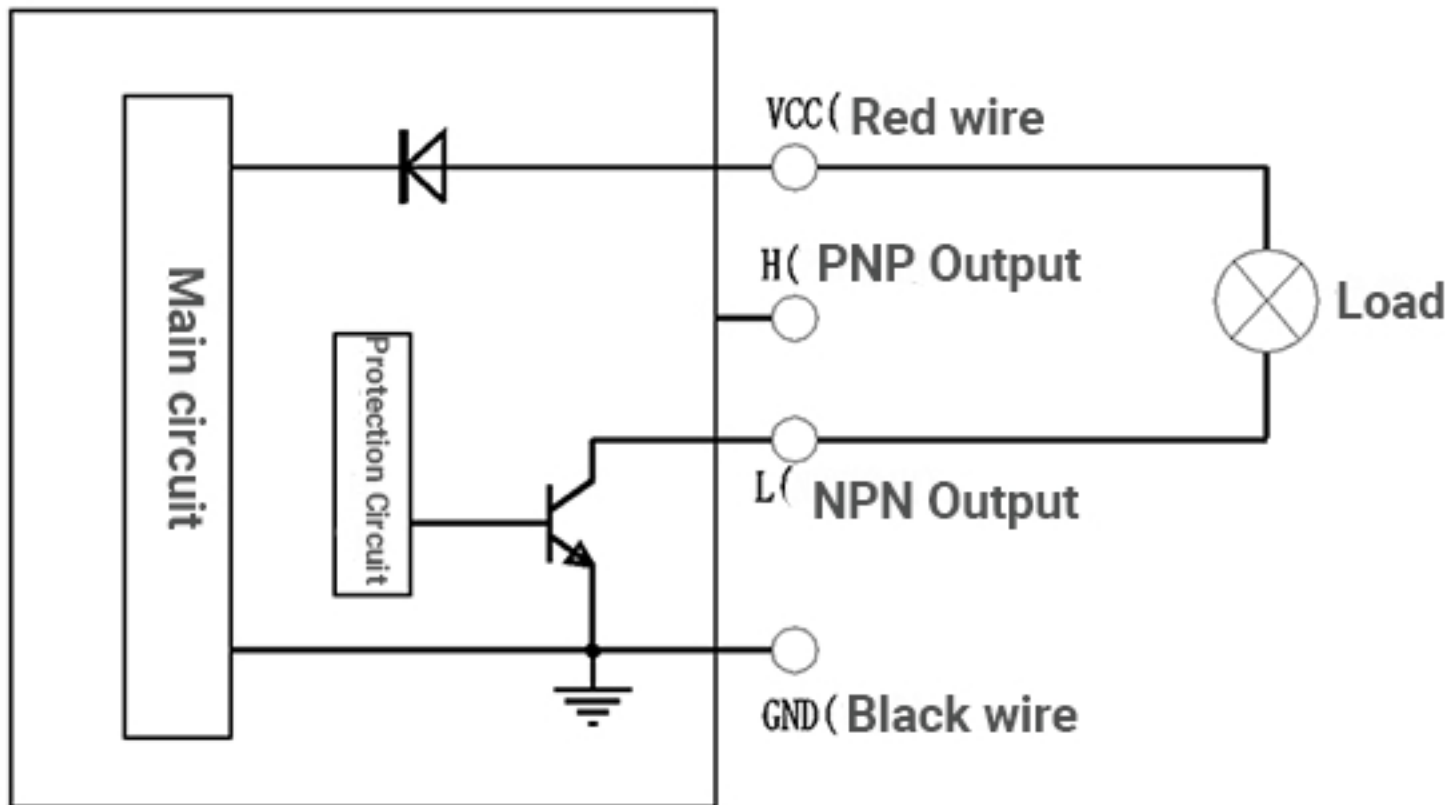 VCC( Red wire
H( PNP Output
Load
Main circuit
Protection Circuit
L( NPN Output
GND( Black wire